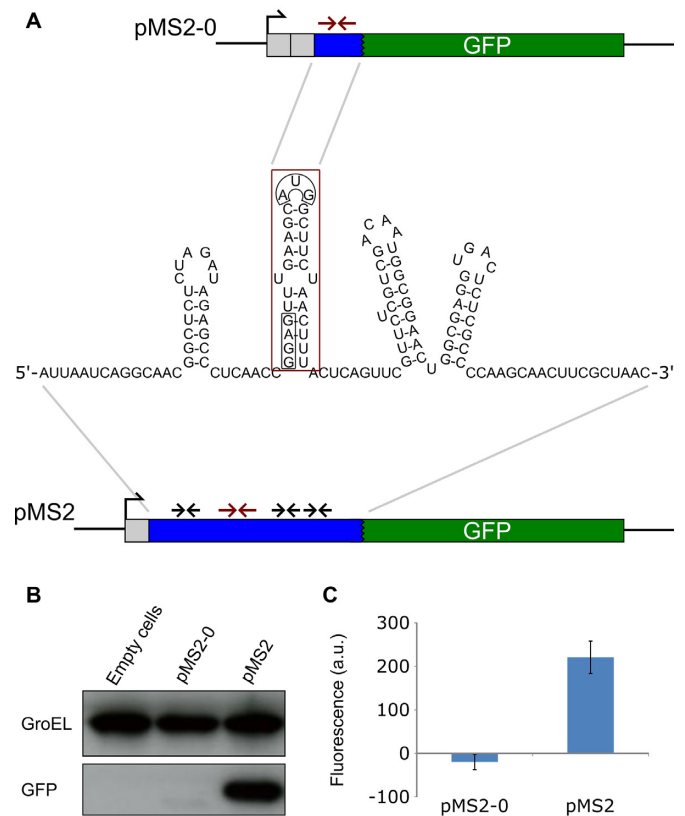 A
pMS2-0
GFP
U
A G
C-G
G-C
A-U
A-U
G-C
U U
U-A
U-A
G-C
A-U
G-U
G-U
A G
U A
C U
U-A
C-G
U-A
C-G
G-C
G-C
5'-AUUAAUCAGGCAAC CUCAACC ACUCAGUUC U CCAAGCAACUUCGCUAAC-3'
pMS2
GFP
B
Empty cells
pMS2-0
pMS2
GroEL
GFP
C
Fluorescence (a.u.)
300
200
100
0
-100
pMS2-0
pMS2